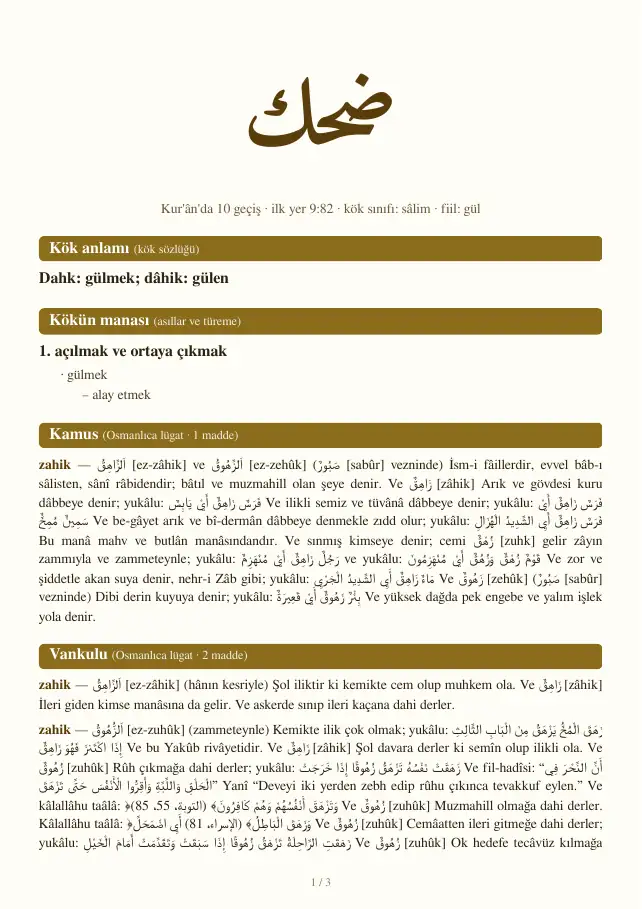 ضحك
Kur'ân'da 10 geçiş · ilk yer 9:82 · kök sınıfı: sâlim · fiil: gül
Kök anlamı (kök sözlüğü)
Dahk: gülmek; dâhik: gülen
Kökün manası (asıllar ve türeme)
1. açılmak ve ortaya çıkmak
· gülmek
– alay etmek
Kamus (Osmanlıca lügat · 1 madde)
zahik — اَلزَّاهِقُ [ez-zâhik] ve اَلزَّهُوقُ [ez-zehûk] (صَبُورٌ [sabûr] vezninde) İsm-i fâillerdir, evvel bâb-ı
sâlisten, sânî râbidendir; bâtıl ve muzmahill olan şeye denir. Ve زَاهِقٌ [zâhik] Arık ve gövdesi kuru
dâbbeye denir; yukâlu: فَرَسٌ زَاهِقٌ أَيْ يَابِسٌ Ve ilikli semiz ve tüvânâ dâbbeye denir; yukâlu: فَرَسٌ زَاهِقٌ أَيْ
سَمِينٌ مُمِخٌّ Ve be-gâyet arık ve bî-dermân dâbbeye denmekle zıdd olur; yukâlu: فَرَسٌ زَاهِقٌ أَيِ الشَّدِيدُ الْهُزَالِ
Bu manâ mahv ve butlân manâsındandır. Ve sınmış kimseye denir; cemi زُهُقٌ [zuhk] gelir zâyın
zammıyla ve zammeteynle; yukâlu: رَجُلٌ زَاهِقٌ أَيْ مُنْهَزِمٌ ve yukâlu: قَوْمٌ زُهْقٌ وَزُهُقٌ أَيْ مُنْهَزِمُونَ Ve zor ve
şiddetle akan suya denir, nehr-i Zâb gibi; yukâlu: مَاءٌ زَاهِقٌ أَيِ الشَّدِيدُ الْجَرْيِ Ve زَهُوقٌ [zehûk] (صَبُورٌ [sabûr]
vezninde) Dibi derin kuyuya denir; yukâlu: بِئْرٌ زَهُوقٌ أَيْ قَعِيرَةٌ Ve yüksek dağda pek engebe ve yalım işlek
yola denir.
Vankulu (Osmanlıca lügat · 2 madde)
zahik — اَلزَّاهِقُ [ez-zâhik] (hânın kesriyle) Şol iliktir ki kemikte cem olup muhkem ola. Ve زَاهِقٌ [zâhik]
İleri giden kimse manâsına da gelir. Ve askerde sınıp ileri kaçana dahi derler.
zahik — اَلزُّهُوقُ [ez-zuhûk] (zammeteynle) Kemikte ilik çok olmak; yukâlu: زَهَقَ الْمُخُّ يَزْهَقُ مِنَ الْبَابِ الثَّالِثِ
إِذَا اكْتَنَزَ فَهُوَ زَاهِقٌ Ve bu Yakûb rivâyetidir. Ve زَاهِقٌ [zâhik] Şol davara derler ki semîn olup ilikli ola. Ve
زُهُوقٌ [zuhûk] Rûh çıkmağa dahi derler; yukâlu: زَهَقَتْ نَفْسُهُ تَزْهَقُ زُهُوقًا إِذَا خَرَجَتْ Ve fil-hadîsi: “أَنَّ النَّحْرَ فِي
الْحَلْقِ وَاللَّبَّةِ وَأَقِرُّوا الْأَنْفُسَ حَتَّى تَزْهَقَ” Yanî “Deveyi iki yerden zebh edip rûhu çıkınca tevakkuf eylen.” Ve
kâlallâhu taâlâ: ﴿وَتَزْهَقَ أَنْفُسُهُمْ وَهُمْ كَافِرُونَ﴾ (التوبة، 55، 85) Ve زُهُوقٌ [zuhûk] Muzmahill olmağa dahi derler.
Kâlallâhu taâlâ: ﴿وَزَهَقَ الْبَاطِلُ﴾ (الإسراء، 81) أَيِ اضْمَحَلَّ Ve زُهُوقٌ [zuhûk] Cemâatten ileri gitmeğe dahi derler;
yukâlu: زَهَقَتِ الرَّاحِلَةُ تَزْهَقُ زُهُوقًا إِذَا سَبَقَتْ وَتَقَدَّمَتْ أَمَامَ الْخَيْلِ Ve زُهُوقٌ [zuhûk] Ok hedefe tecâvüz kılmağa
1 / 3